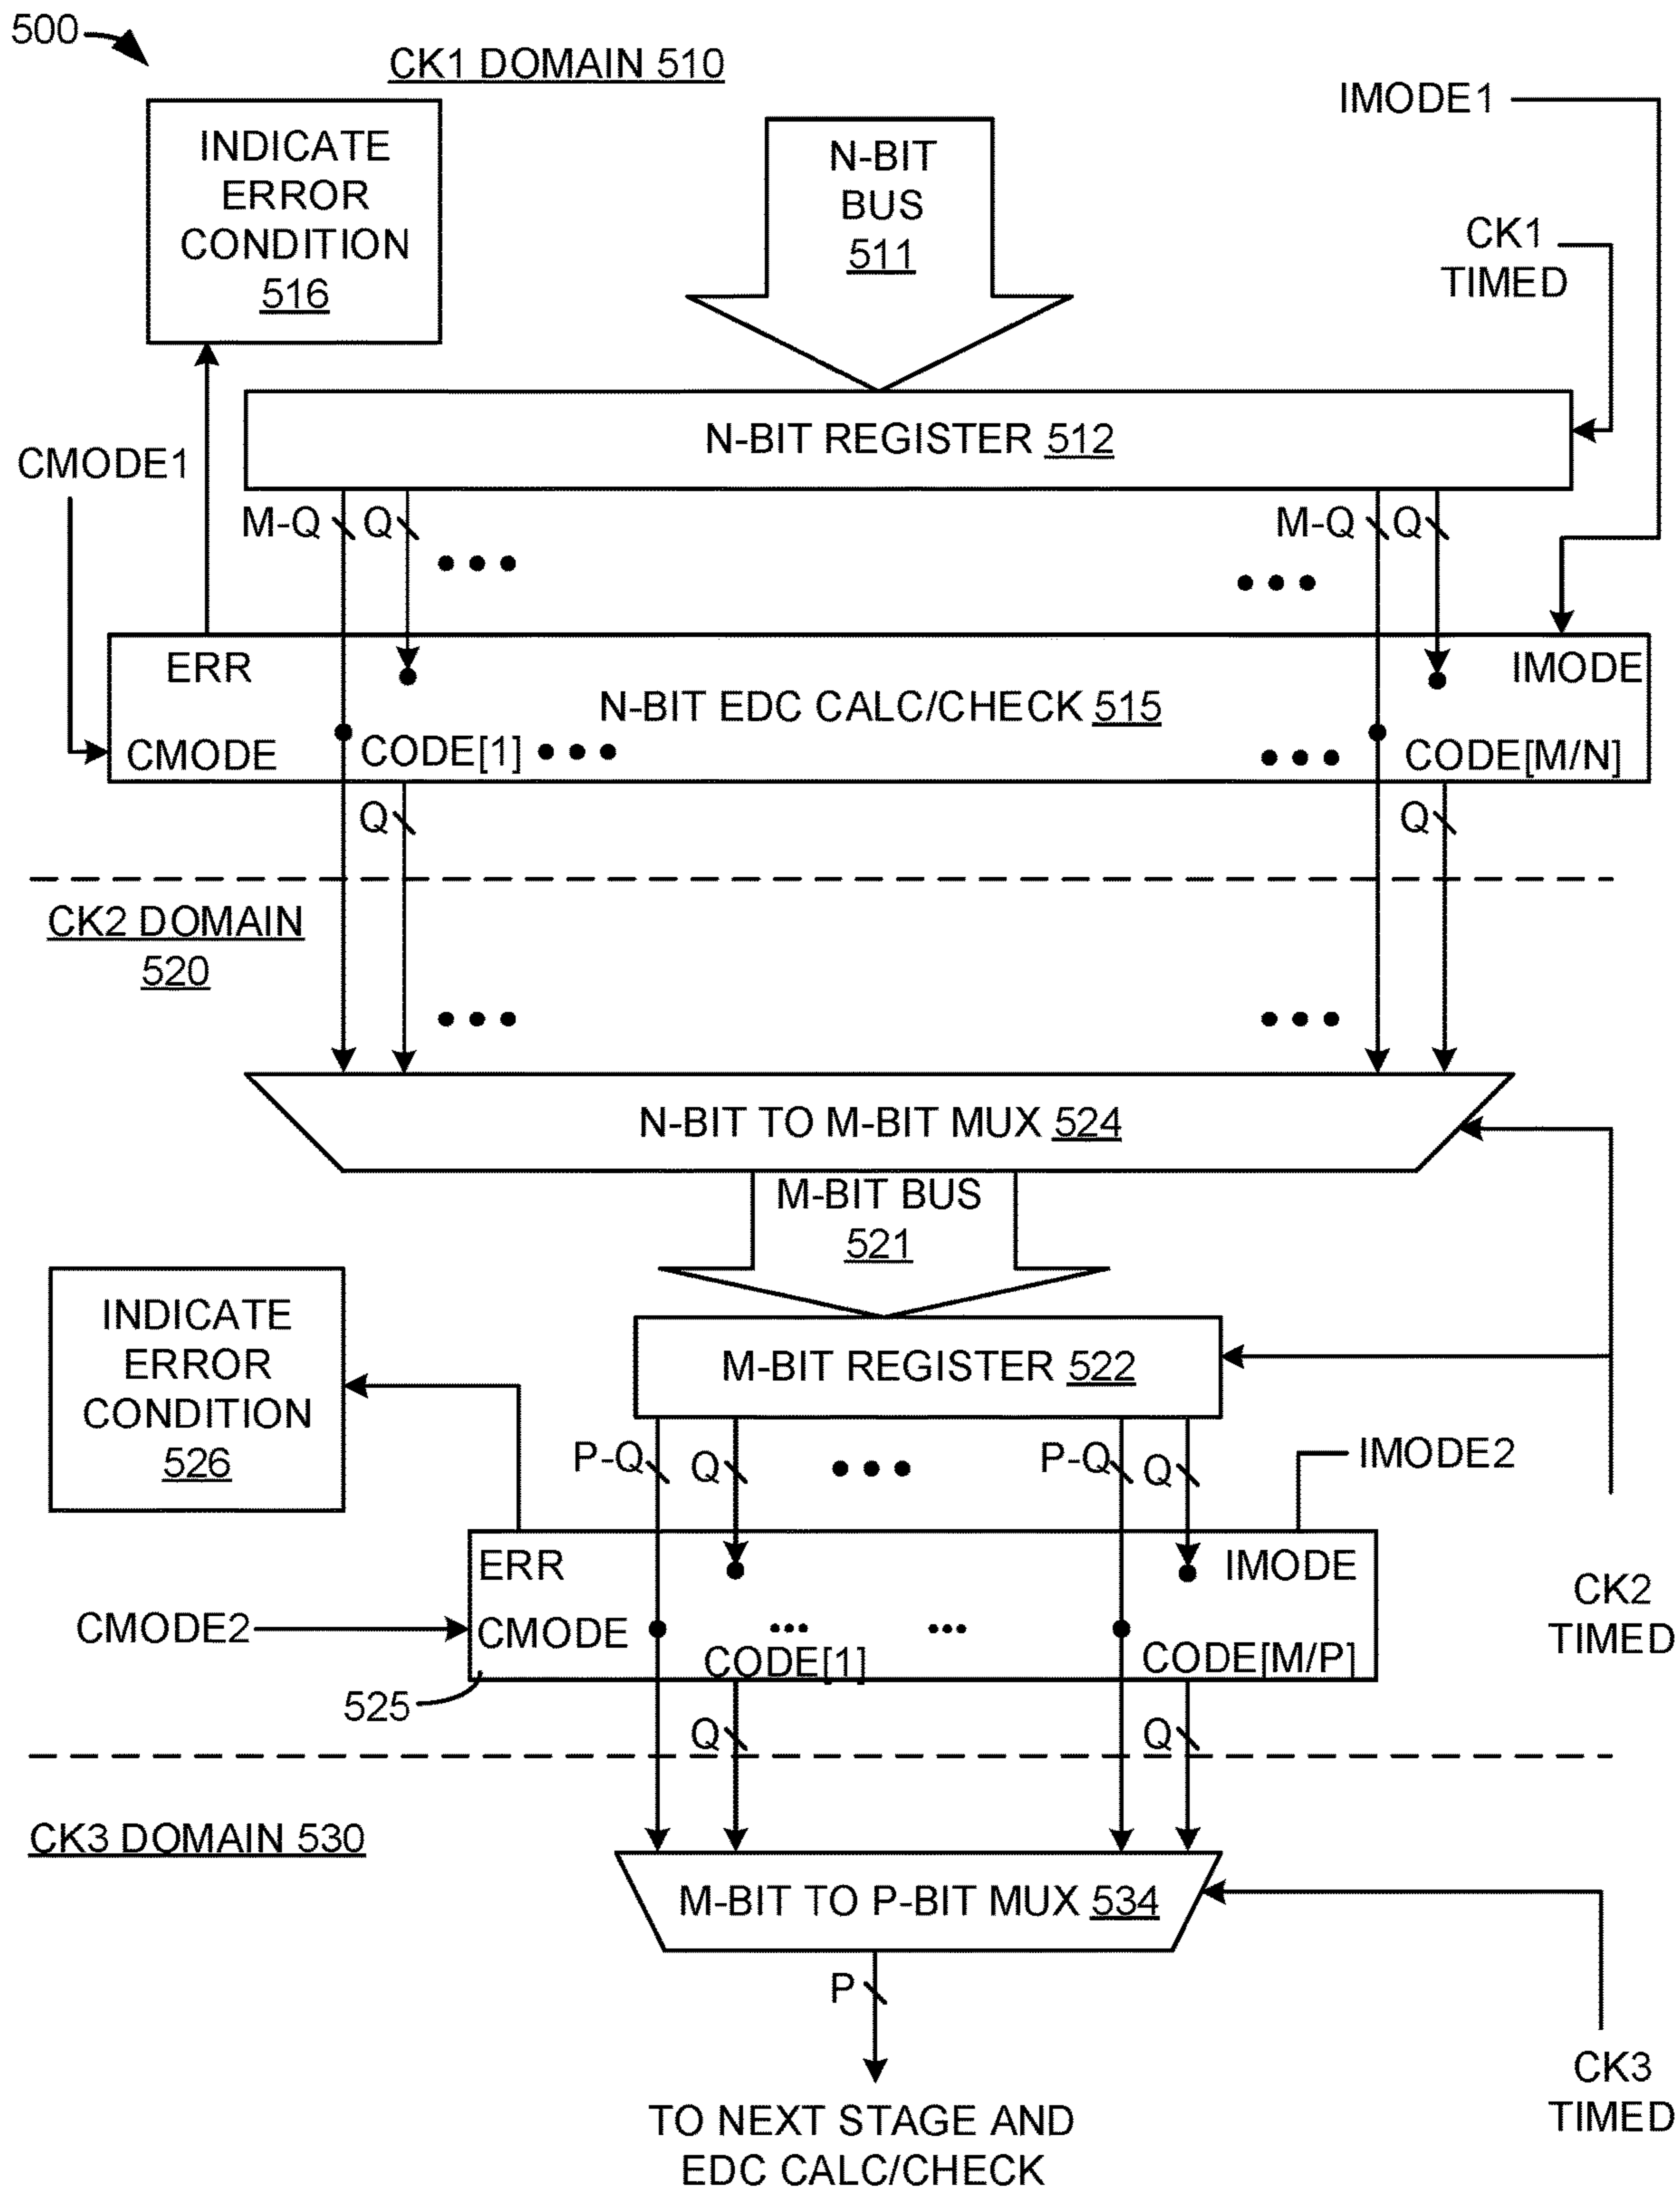 500
CK1 DOMAIN 510
IMODE1
INDICATE
ERROR
CONDITION
516
N-BIT
BUS
511
CK1
TIMED
N-BIT REGISTER 512
CMODE1
M-Q Q M-Q Q
ERR IMODE
N-BIT EDC CALC/CHECK 515
CMODE CODE[1] CODE[M/N]
Q Q
CK2 DOMAIN
520
N-BIT TO M-BIT MUX 524
M-BIT BUS
521
INDICATE
ERROR
CONDITION
526
M-BIT REGISTER 522
P-Q Q P-Q Q IMODE2
ERR IMODE
CK2
TIMED
CMODE2 CMODE
CODE[1] CODE[M/P]
525
Q Q
CK3 DOMAIN 530
M-BIT TO P-BIT MUX 534
P
CK3
TIMED
TO NEXT STAGE AND
EDC CALC/CHECK